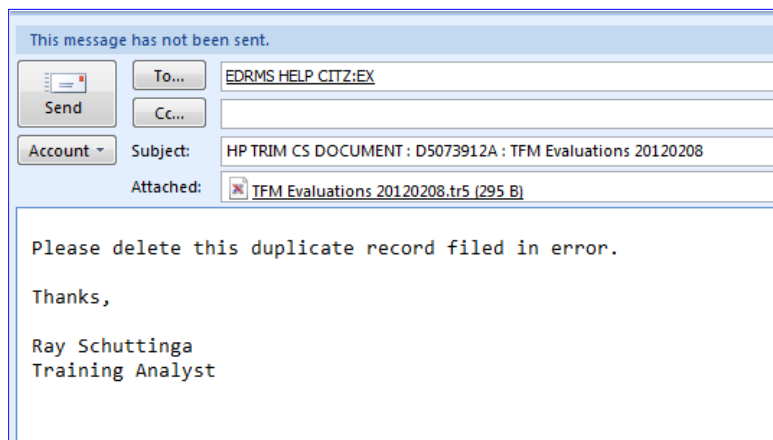 This message has not been sent.
Send
To...
EDRMS HELP CITZ:EX
Cc...
Account
Subject:
HP TRIM CS DOCUMENT : D5073912A : TFM Evaluations 20120208
Attached:
TFM Evaluations 20120208.tr5 (295 B)
Please delete this duplicate record filed in error.
Thanks,
Ray Schuttinga
Training Analyst